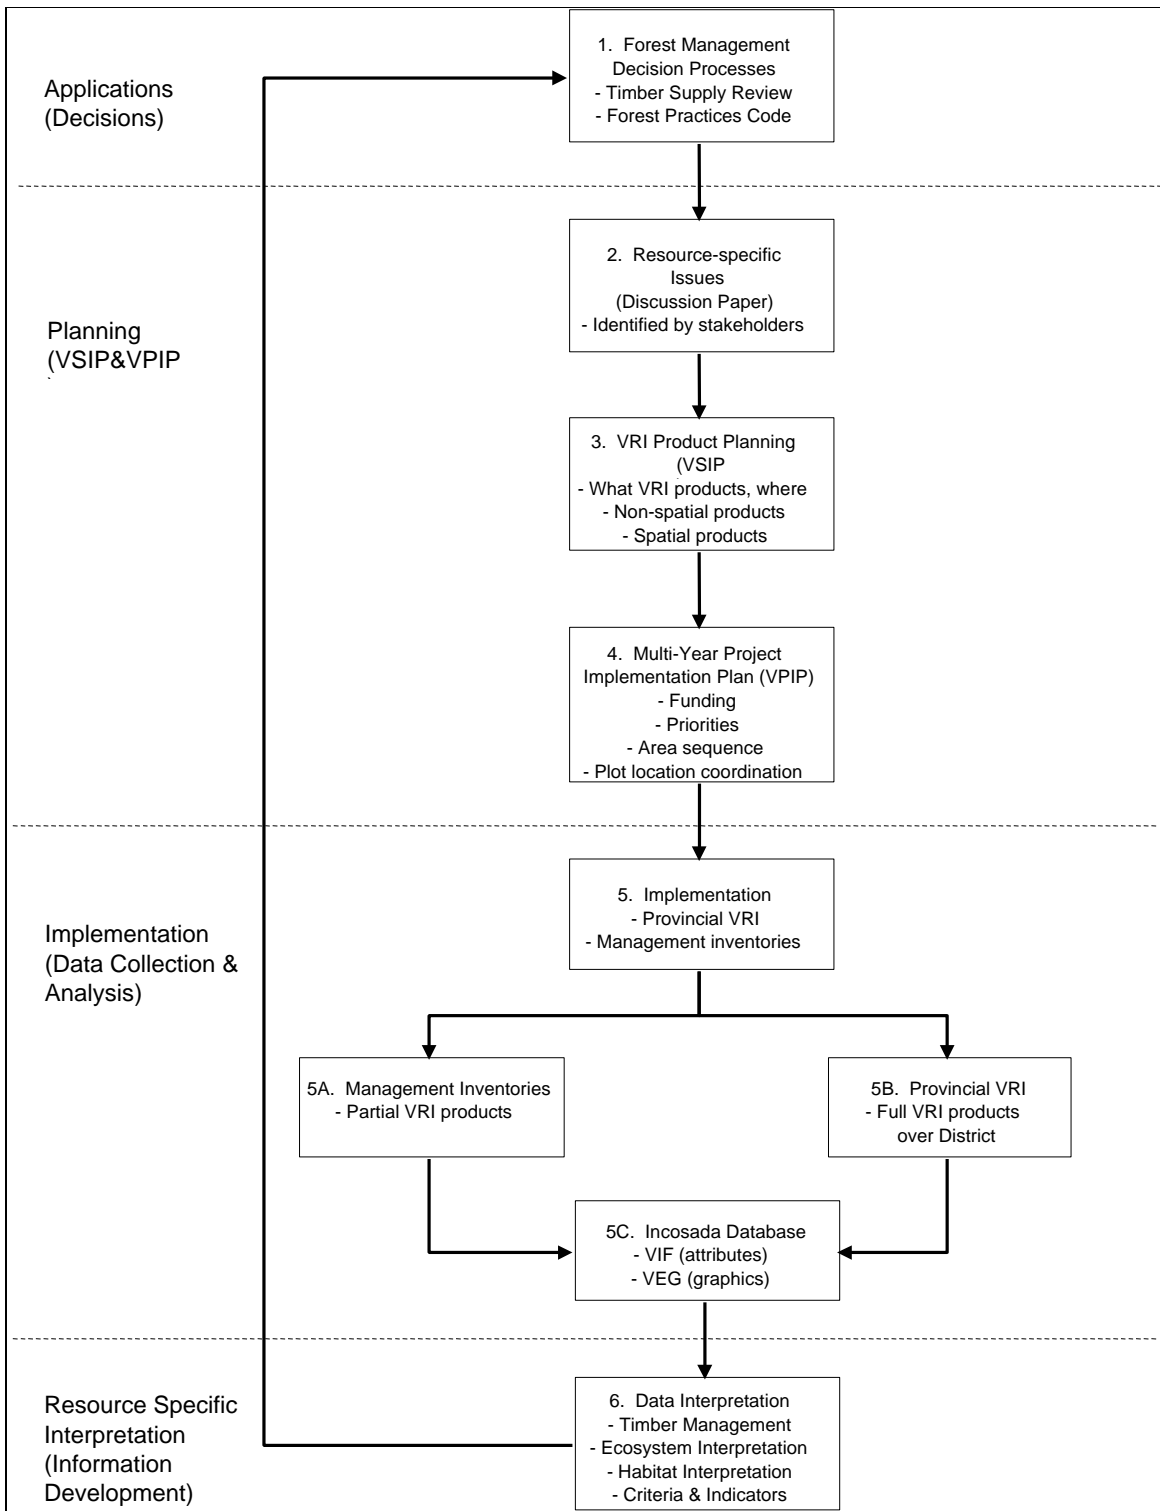 Applications
(Decisions)
1. Forest Management
Decision Processes
- Timber Supply Review
- Forest Practices Code
Planning
(VSIP&VPIP
2. Resource-specific
Issues
(Discussion Paper)
- Identified by stakeholders
3. VRI Product Planning
(VSIP
- What VRI products, where
- Non-spatial products
- Spatial products
4. Multi-Year Project
Implementation Plan (VPIP)
- Funding
- Priorities
- Area sequence
- Plot location coordination
Implementation
(Data Collection &
Analysis)
5. Implementation
- Provincial VRI
- Management inventories
5A. Management Inventories
- Partial VRI products
5B. Provincial VRI
- Full VRI products
over District
5C. Incosada Database
- VIF (attributes)
- VEG (graphics)
Resource Specific
Interpretation
(Information
Development)
6. Data Interpretation
- Timber Management
- Ecosystem Interpretation
- Habitat Interpretation
- Criteria & Indicators